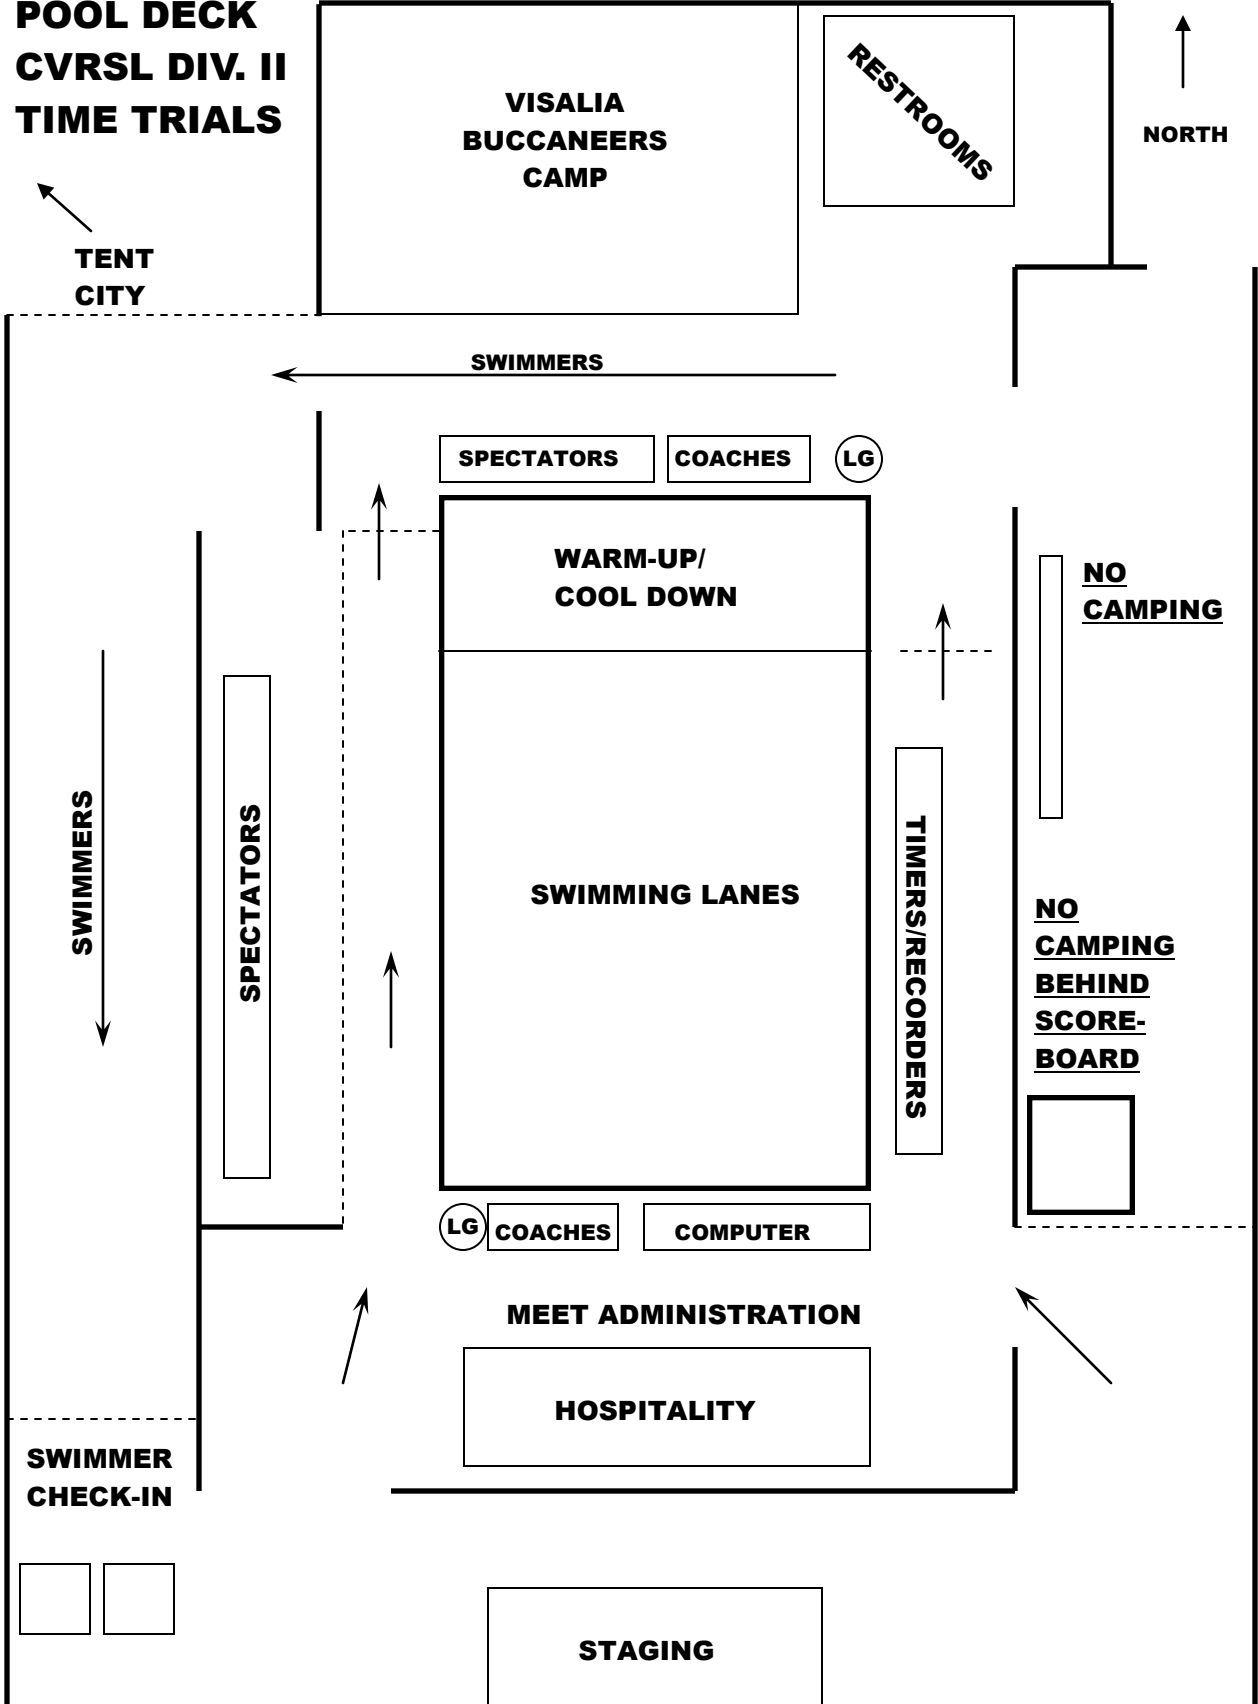 POOL DECK
CVRSL DIV. II
TIME TRIALS
VISALIA
BUCCANEERS
CAMP
RESTROOMS
NORTH
TENT
CITY
SWIMMERS
SPECTATORS
COACHES
LG
WARM-UP/
COOL DOWN
NO
CAMPING
SWIMMERS
SPECTATORS
SWIMMING LANES
TIMERS/RECORDERS
NO
CAMPING
BEHIND
SCORE-
BOARD
LG
COACHES
COMPUTER
MEET ADMINISTRATION
HOSPITALITY
SWIMMER
CHECK-IN
STAGING